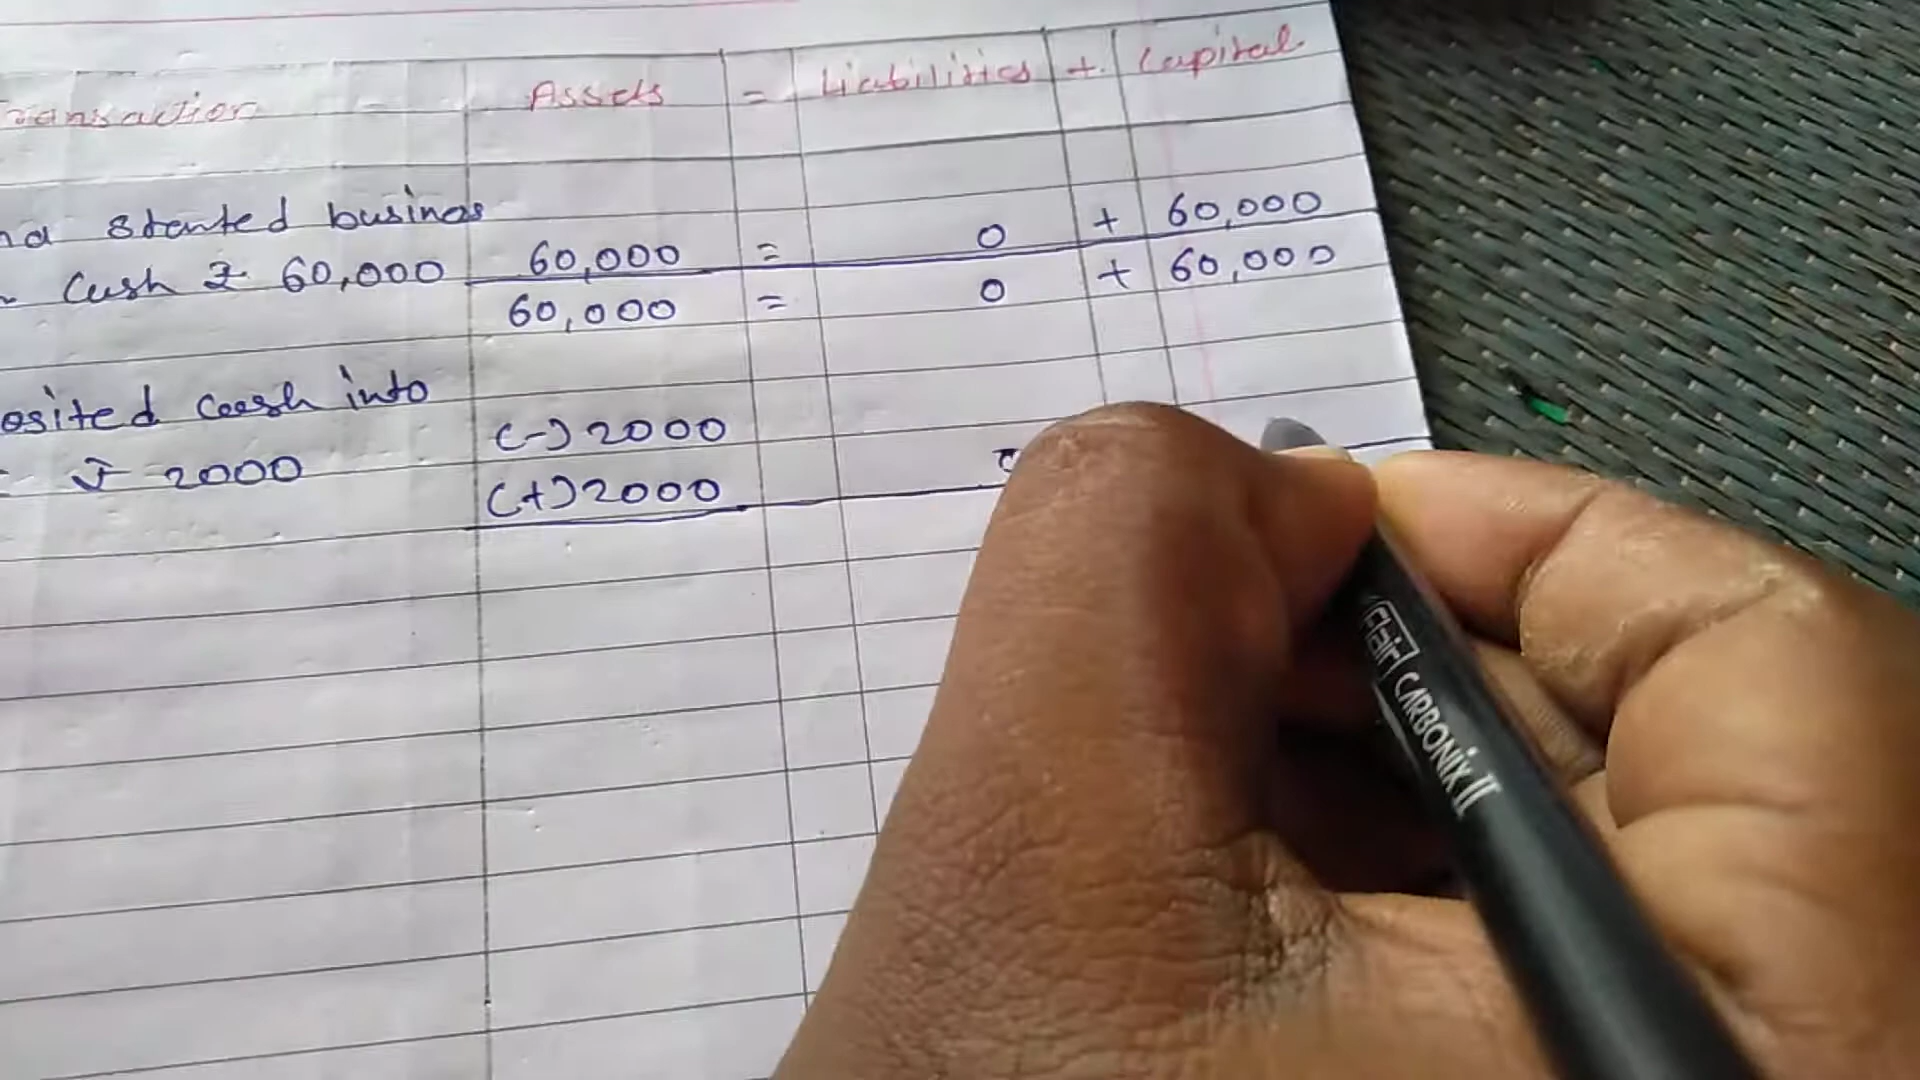 Assets = Liabilities + Capital
started business
Cash ₹ 60,000 60,000 = 0 + 60,000
60,000 = 0 + 60,000
osited Cash into
(-) 2000
₹ 2000 (+) 2000
Flair CARBONIX II